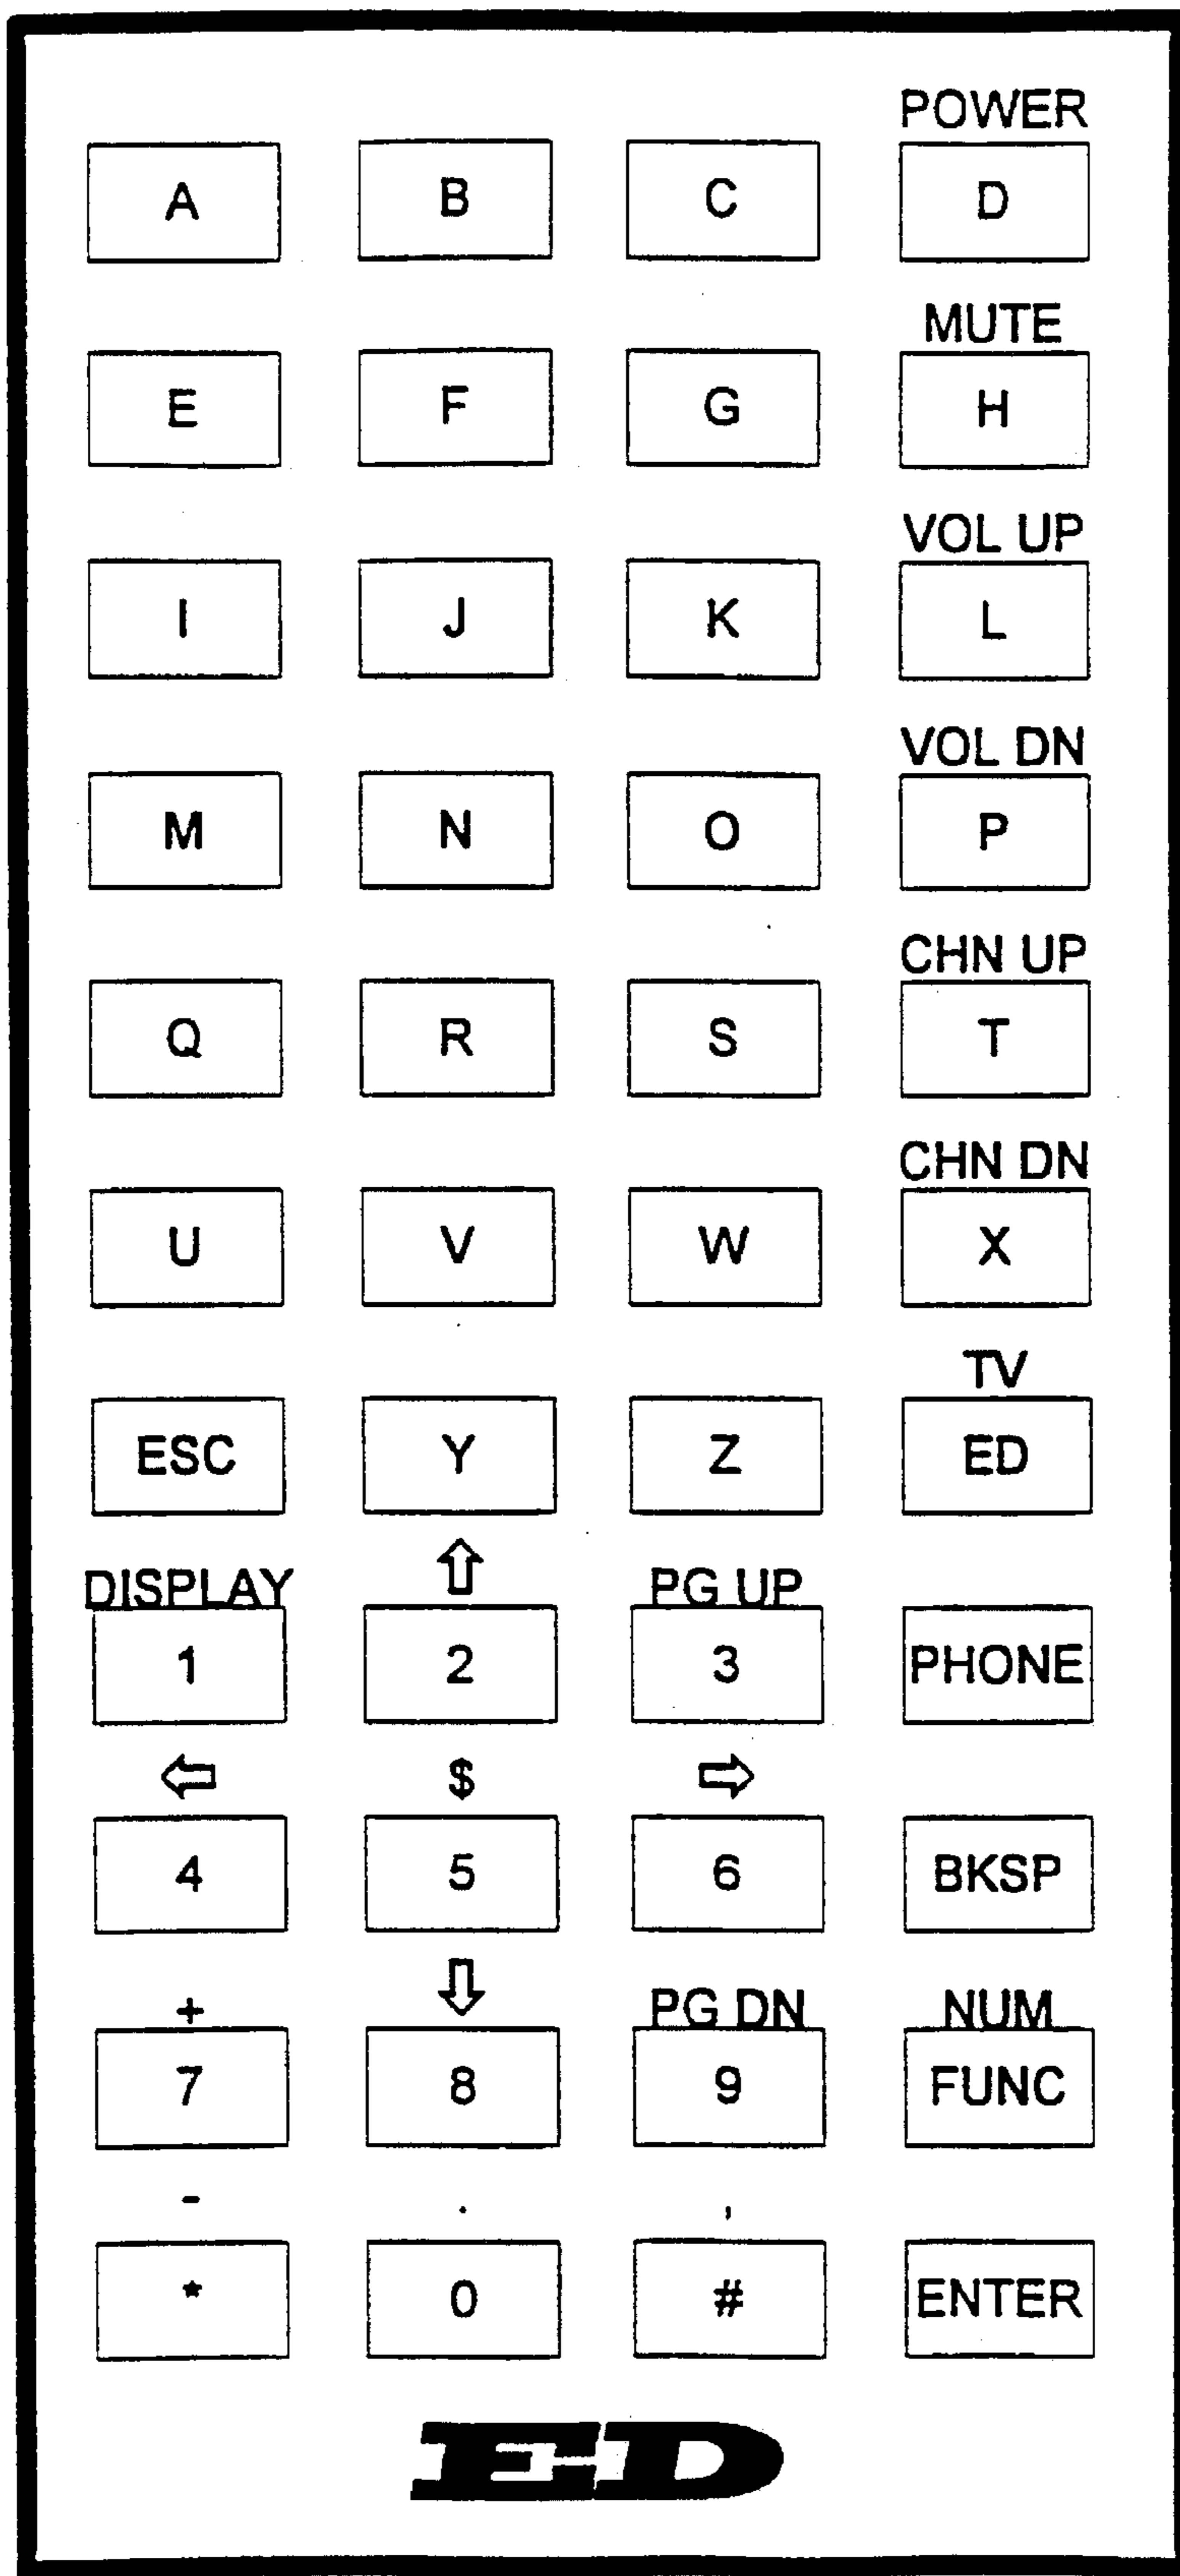 POWER
A B C D
MUTE
E F G H
VOL UP
I J K L
VOL DN
M N O P
CHN UP
Q R S T
CHN DN
U V W X
TV
ESC Y Z ED
DISPLAY ⇧ PG UP
1 2 3 PHONE
⇦ $ ⇨
4 5 6 BKSP
+ ⇩ PG DN NUM
7 8 9 FUNC
- . ,
* 0 # ENTER
ED